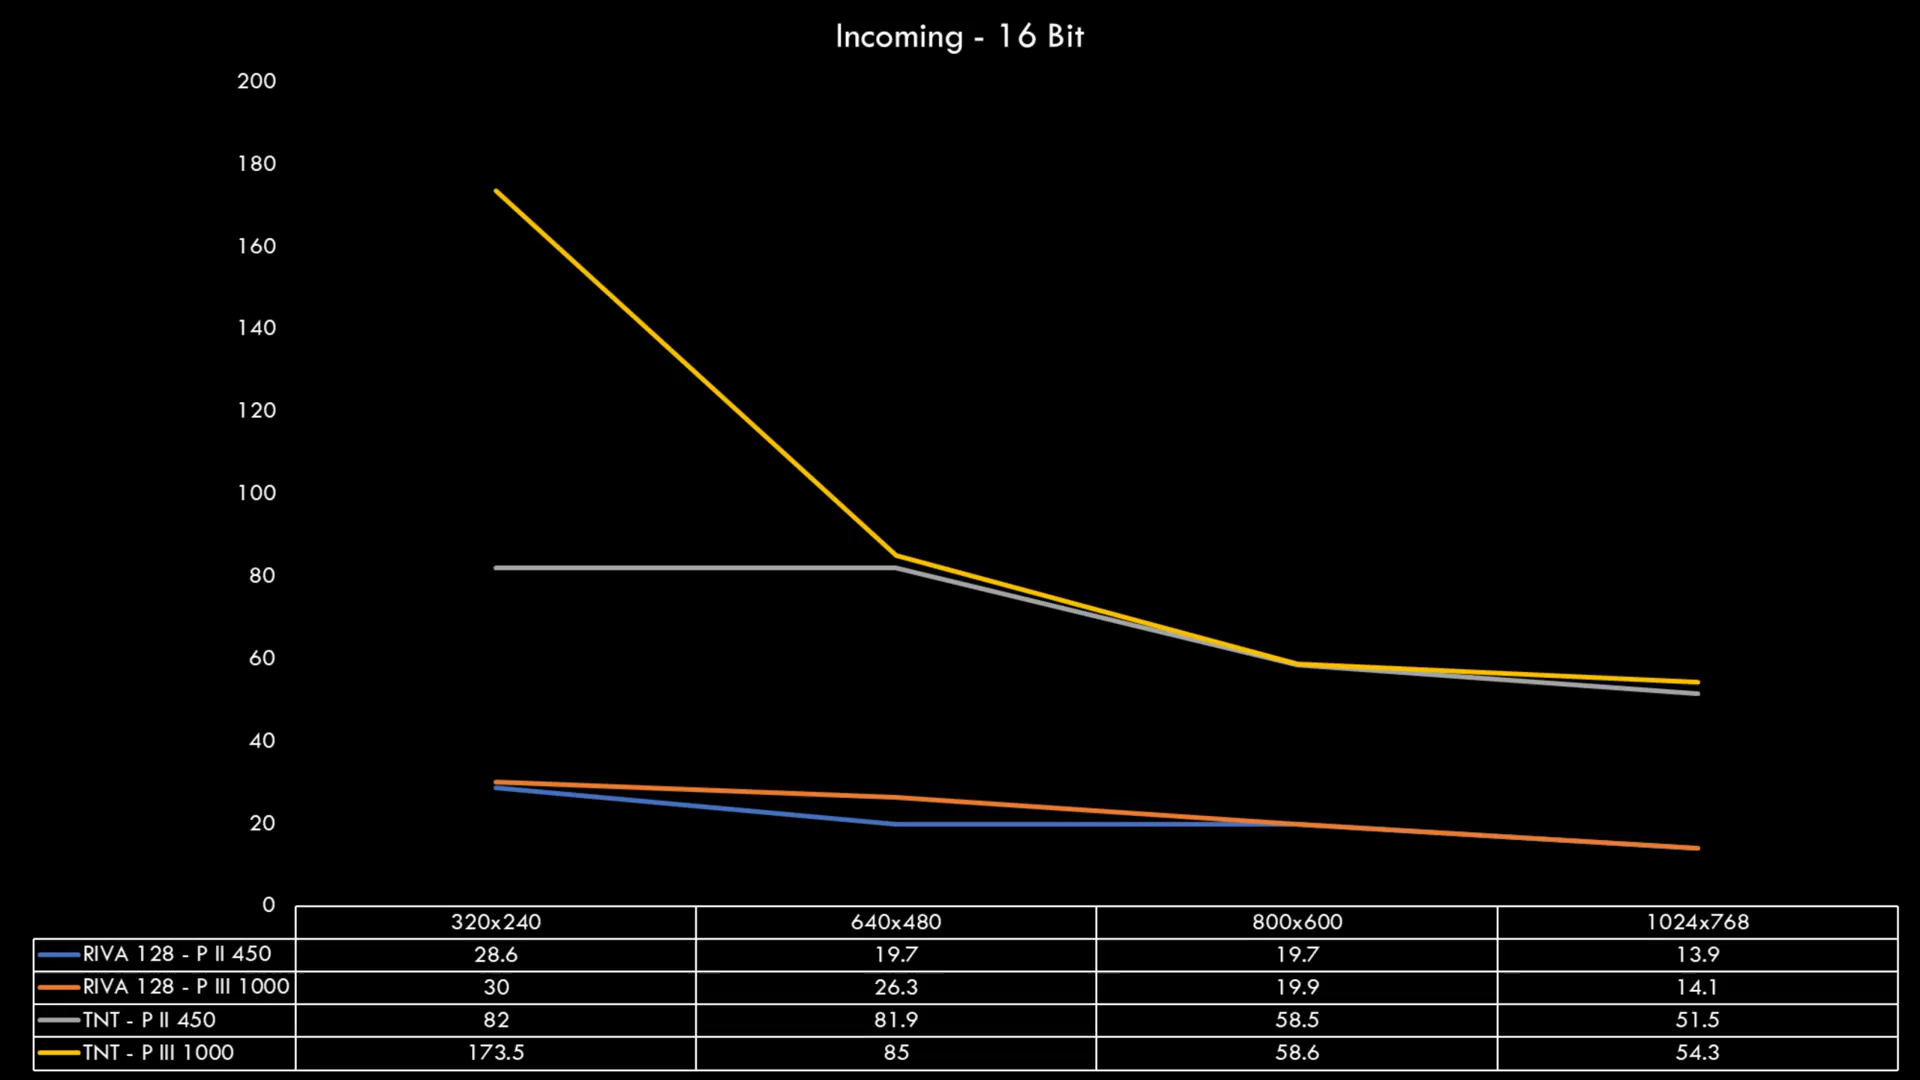 Incoming - 16 Bit
200
180
160
140
120
100
80
60
40
20
0
320x240 640x480 800x600 1024x768
RIVA 128 - P II 450 28.6 19.7 19.7 13.9
RIVA 128 - P III 1000 30 26.3 19.9 14.1
TNT - P II 450 82 81.9 58.5 51.5
TNT - P III 1000 173.5 85 58.6 54.3